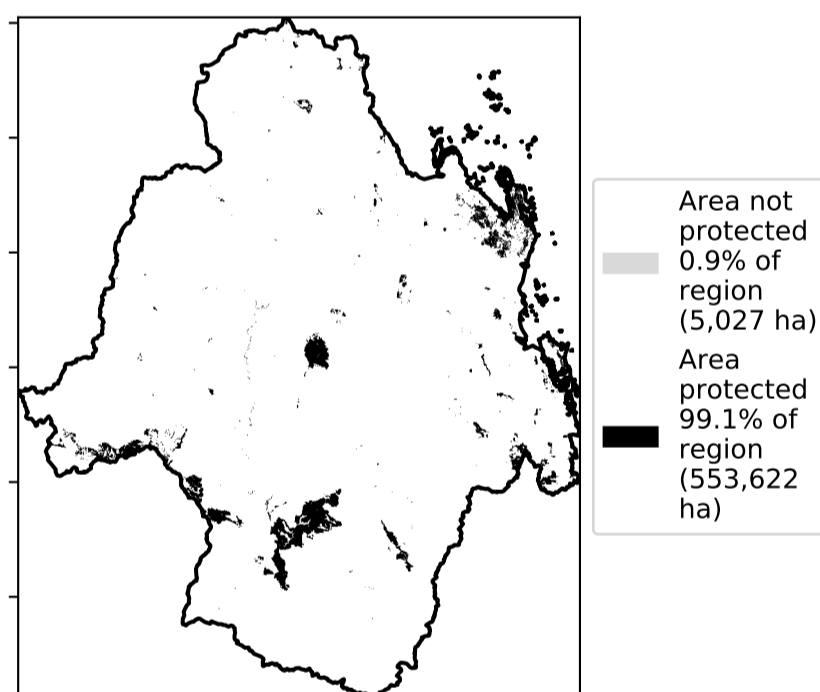 Area not
protected
0.9% of
region
(5,027 ha)
Area
protected
99.1% of
region
(553,622
ha)